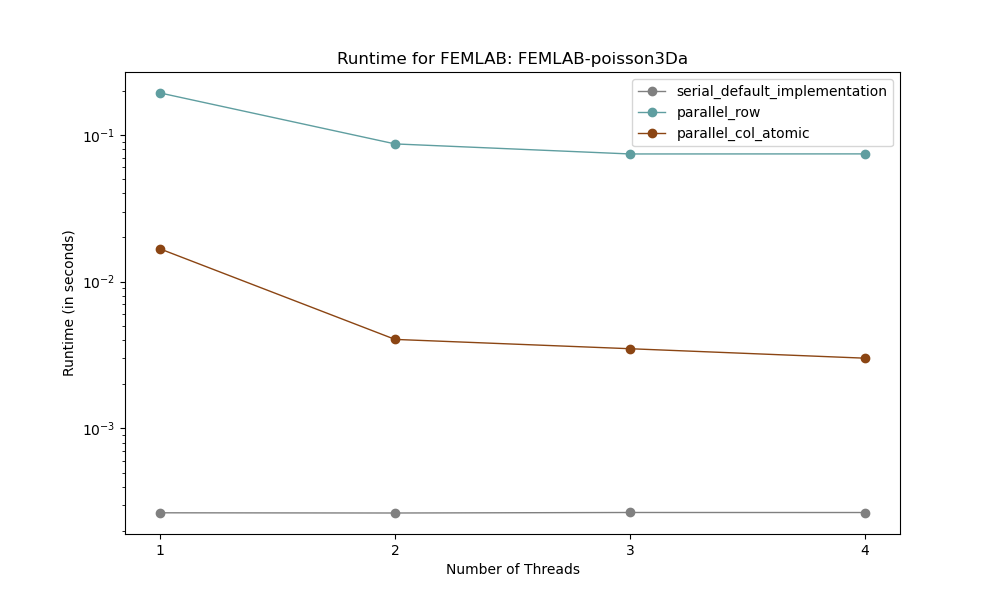 Runtime for FEMLAB: FEMLAB-poisson3Da
serial_default_implementation
parallel_row
parallel_col_atomic
Runtime (in seconds)
10⁻¹
10⁻²
10⁻³
1 2 3 4
Number of Threads